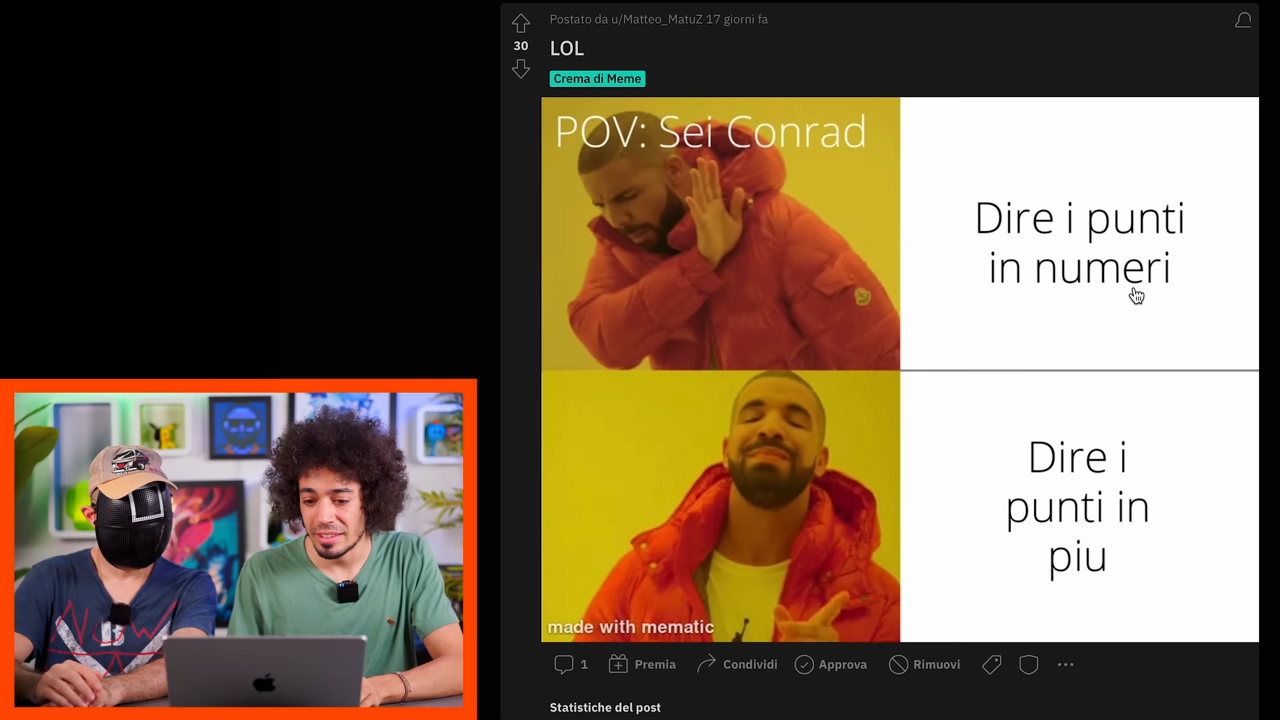 Postato da u/Matteo_MatuZ 17 giorni fa
30
LOL
Crema di Meme
POV: Sei Conrad
Dire i punti
in numeri
Dire i
punti in
piu
made with mematic
1
Premia
Condividi
Approva
Rimuovi
Statistiche del post